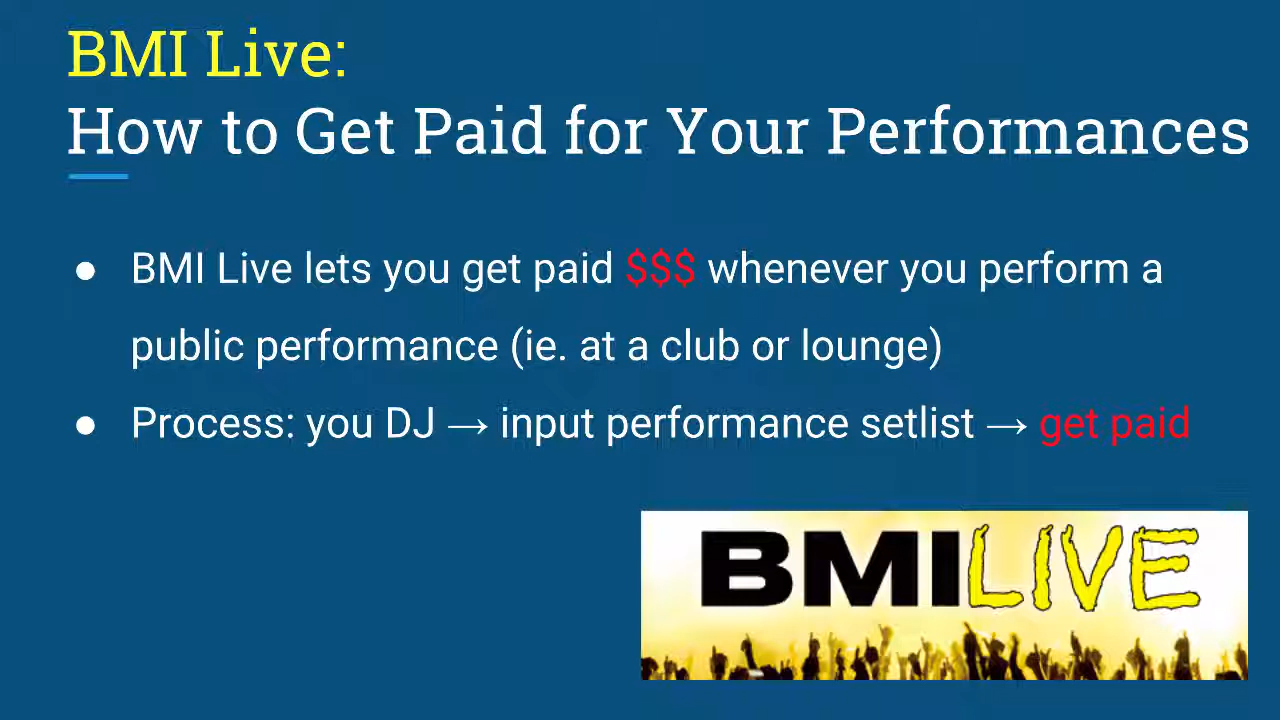 BMI Live:
How to Get Paid for Your Performances
● BMI Live lets you get paid $$$ whenever you perform a
public performance (ie. at a club or lounge)
● Process: you DJ → input performance setlist → get paid
BMILIVE